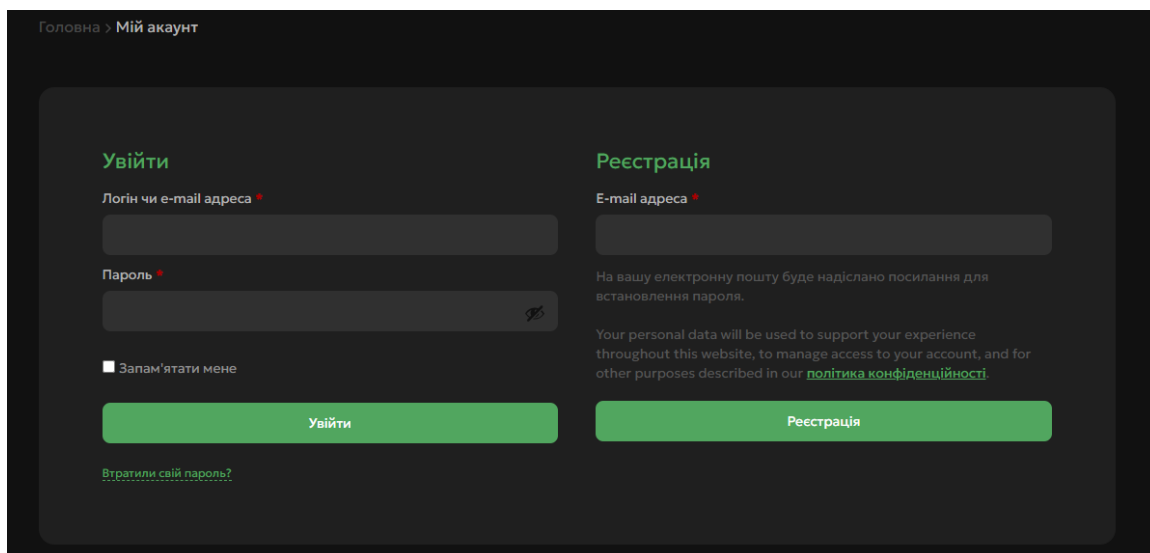 Головна > Мій акаунт
Увійти
Логін чи e-mail адреса *
Пароль *
Запам'ятати мене
Увійти
Втратили свій пароль?
Реєстрація
E-mail адреса *
На вашу електронну пошту буде надіслано посилання для
встановлення пароля.
Your personal data will be used to support your experience
throughout this website, to manage access to your account, and for
other purposes described in our політика конфіденційності.
Реєстрація